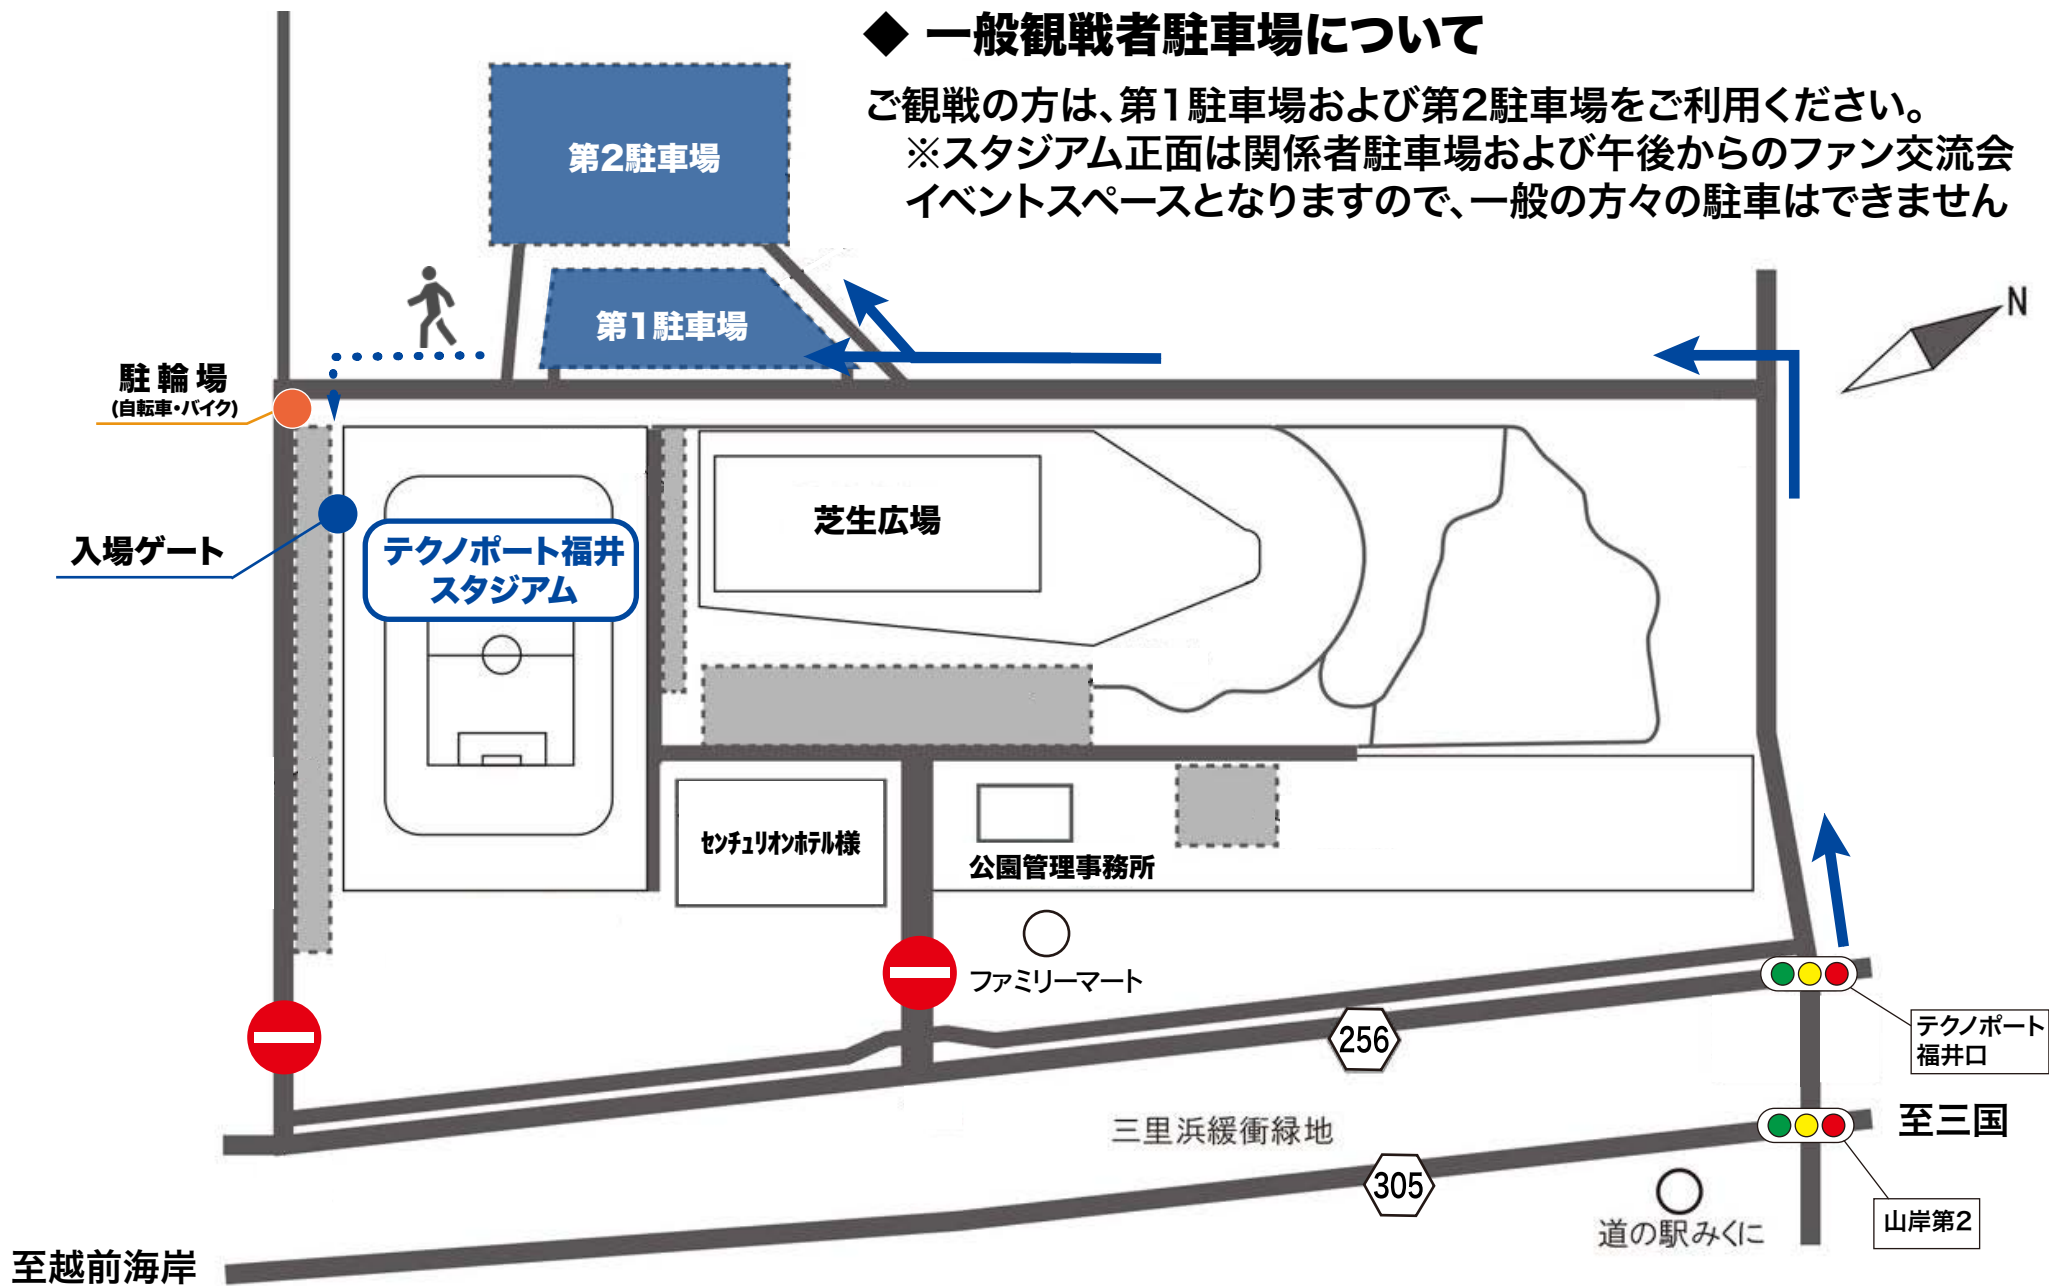 ◆ 一般観戦者駐車場について
ご観戦の方は、第1駐車場および第2駐車場をご利用ください。
※スタジアム正面は関係者駐車場および午後からのファン交流会
イベントスペースとなりますので、一般の方々の駐車はできません
第2駐車場
第1駐車場
N
駐輪場
(自転車・バイク)
入場ゲート
テクノポート福井
スタジアム
芝生広場
センチュリオンホテル様
公園管理事務所
ファミリーマート
256
テクノポート
福井口
三里浜緩衝緑地
至三国
305
道の駅みくに
山岸第2
至越前海岸